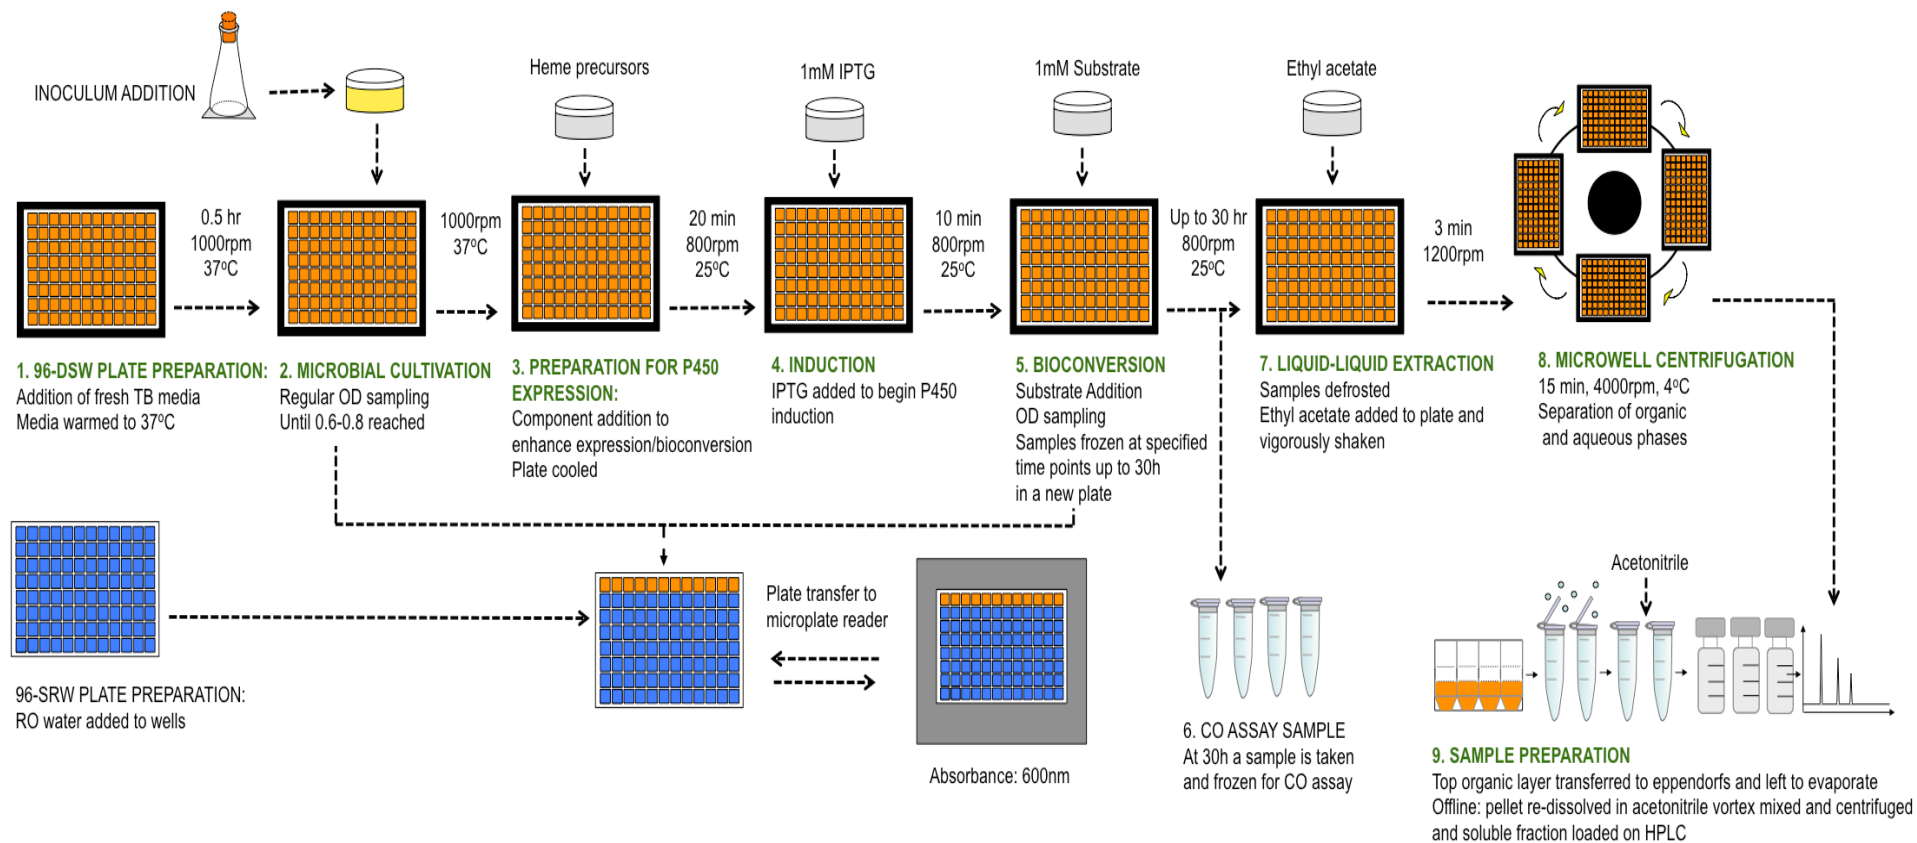 INOCULUM ADDITION
Heme precursors
1mM IPTG
1mM Substrate
Ethyl acetate
0.5 hr
1000rpm
37ºC
1000rpm
37ºC
20 min
800rpm
25ºC
10 min
800rpm
25ºC
Up to 30 hr
800rpm
25ºC
3 min
1200rpm
1. 96-DSW PLATE PREPARATION:
Addition of fresh TB media
Media warmed to 37ºC
2. MICROBIAL CULTIVATION
Regular OD sampling
Until 0.6-0.8 reached
3. PREPARATION FOR P450
EXPRESSION:
Component addition to
enhance expression/bioconversion
Plate cooled
4. INDUCTION
IPTG added to begin P450
induction
5. BIOCONVERSION
Substrate Addition
OD sampling
Samples frozen at specified
time points up to 30h
in a new plate
7. LIQUID-LIQUID EXTRACTION
Samples defrosted
Ethyl acetate added to plate and
vigorously shaken
8. MICROWELL CENTRIFUGATION
15 min, 4000rpm, 4ºC
Separation of organic
and aqueous phases
96-SRW PLATE PREPARATION:
RO water added to wells
Plate transfer to
microplate reader
Absorbance: 600nm
6. CO ASSAY SAMPLE
At 30h a sample is taken
and frozen for CO assay
Acetonitrile
9. SAMPLE PREPARATION
Top organic layer transferred to eppendorfs and left to evaporate
Offline: pellet re-dissolved in acetonitrile vortex mixed and centrifuged
and soluble fraction loaded on HPLC